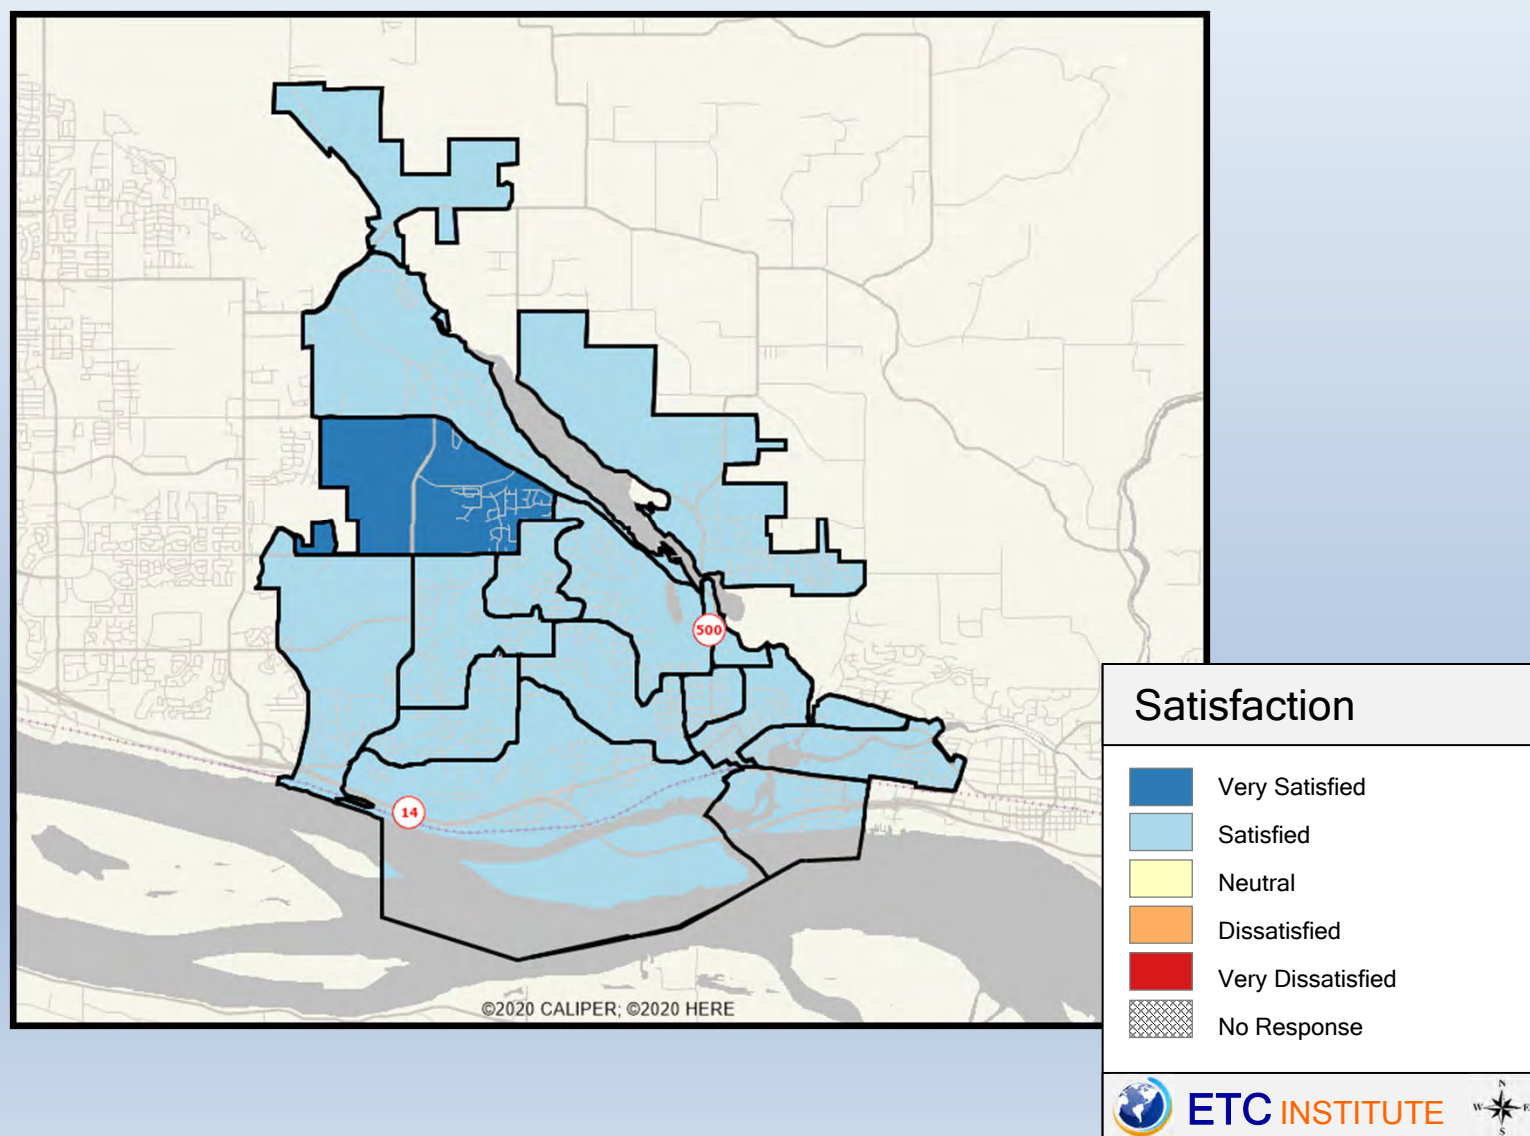 500
14
©2020 CALIPER; ©2020 HERE
Satisfaction
Very Satisfied
Satisfied
Neutral
Dissatisfied
Very Dissatisfied
No Response
ETC INSTITUTE
N
W E
S